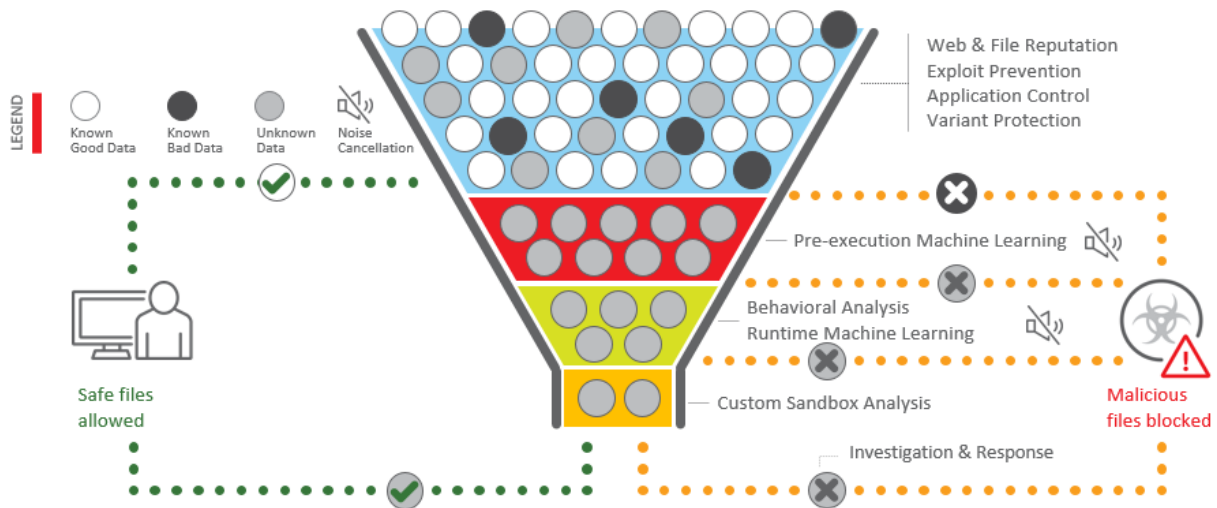 LEGEND
Known
Good Data
Known
Bad Data
Unknown
Data
Noise
Cancellation
Web & File Reputation
Exploit Prevention
Application Control
Variant Protection
Pre-execution Machine Learning
Behavioral Analysis
Runtime Machine Learning
Custom Sandbox Analysis
Safe files
allowed
Malicious
files blocked
Investigation & Response